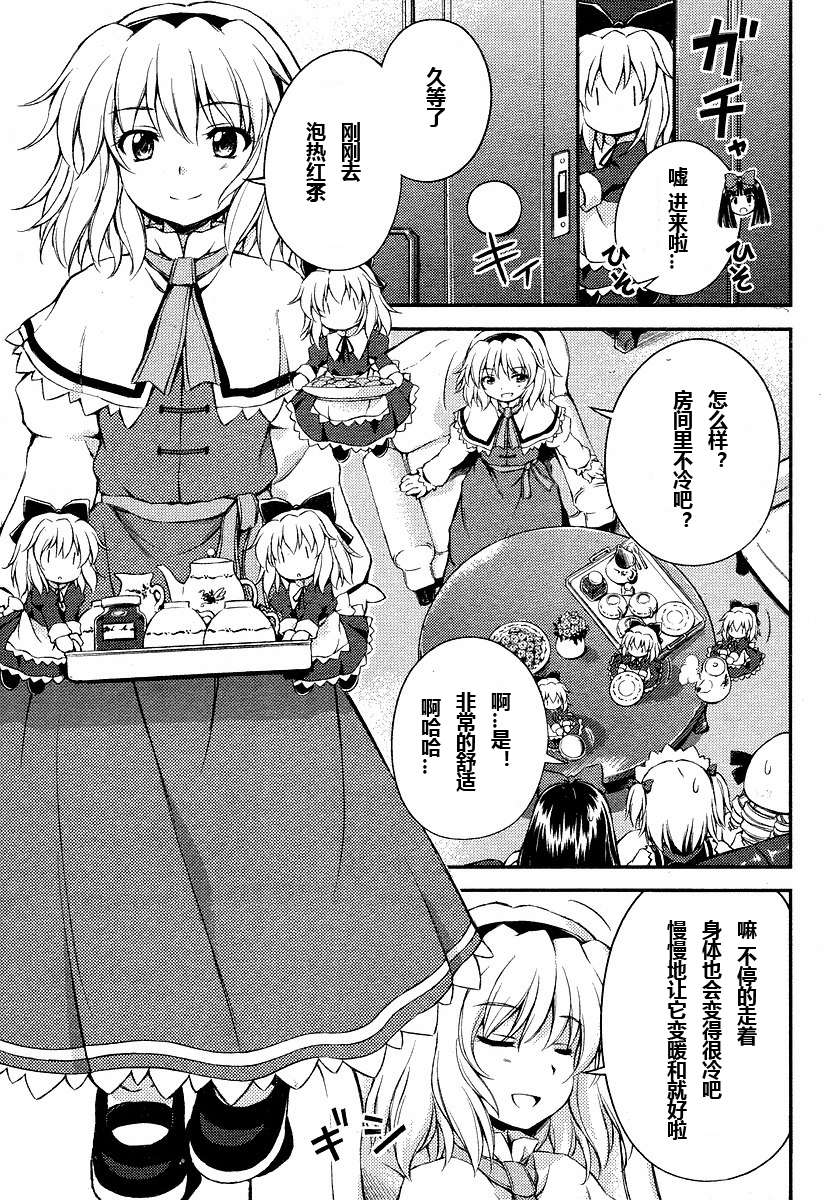 ガチャ
嘘 进来啦…
ひそ
ひそ
キィ
久等了
刚刚去
泡热红茶
怎么样？
房间里不冷吧？
啊…是！
非常的舒适
啊哈哈…
嘛 不停的走着
身体也会变得很冷吧
慢慢地让它变暖和就好啦
ギシ